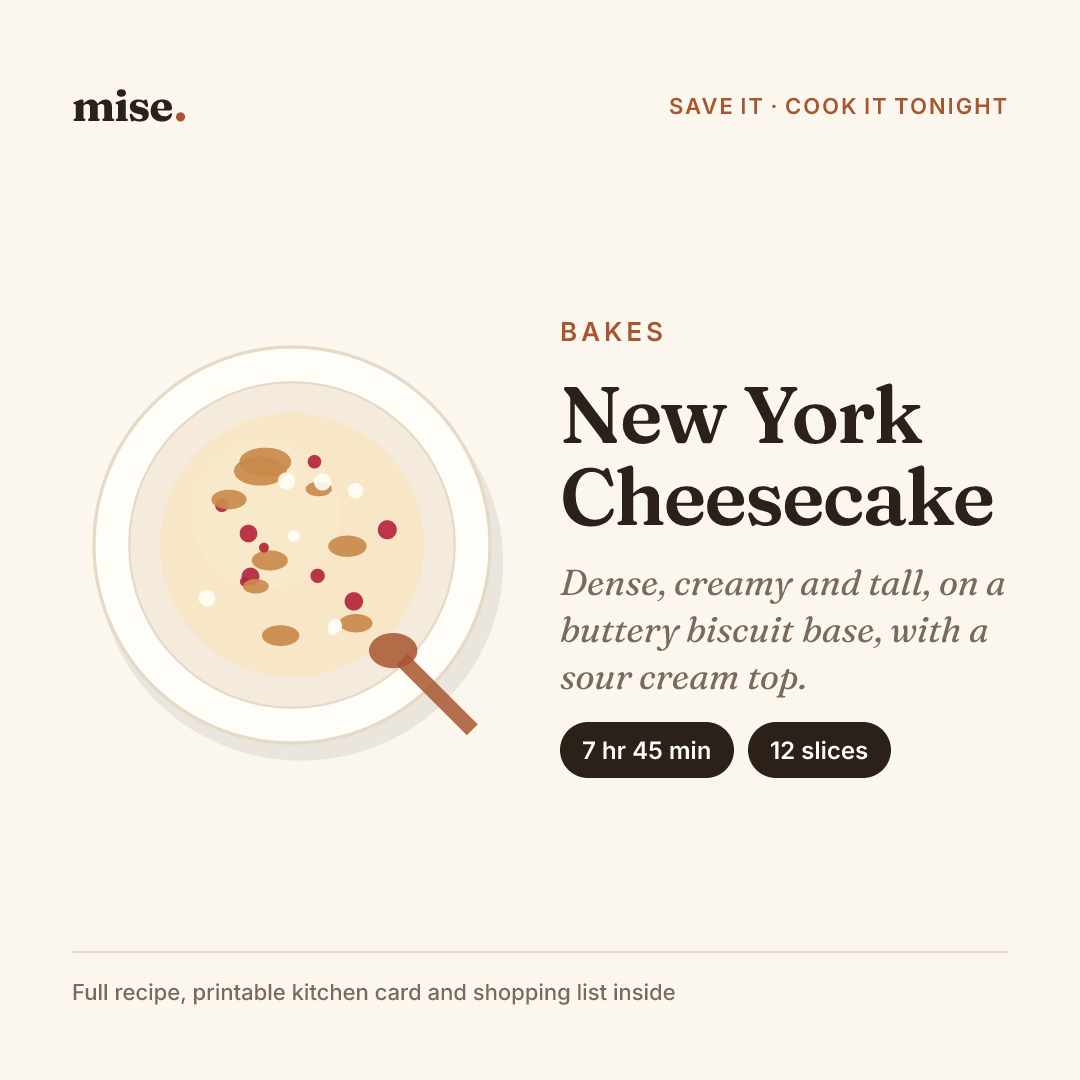 mise.
SAVE IT · COOK IT TONIGHT
BAKES
New York
Cheesecake
Dense, creamy and tall, on a
buttery biscuit base, with a
sour cream top.
7 hr 45 min
12 slices
Full recipe, printable kitchen card and shopping list inside